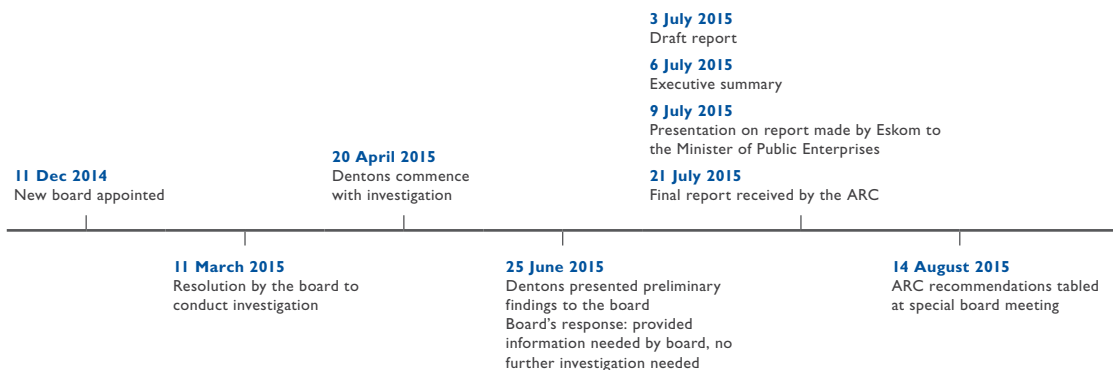 11 Dec 2014
New board appointed
11 March 2015
Resolution by the board to
conduct investigation
20 April 2015
Dentons commence
with investigation
25 June 2015
Dentons presented preliminary
findings to the board
Board’s response: provided
information needed by board, no
further investigation needed
3 July 2015
Draft report
6 July 2015
Executive summary
9 July 2015
Presentation on report made by Eskom to
the Minister of Public Enterprises
21 July 2015
Final report received by the ARC
14 August 2015
ARC recommendations tabled
at special board meeting